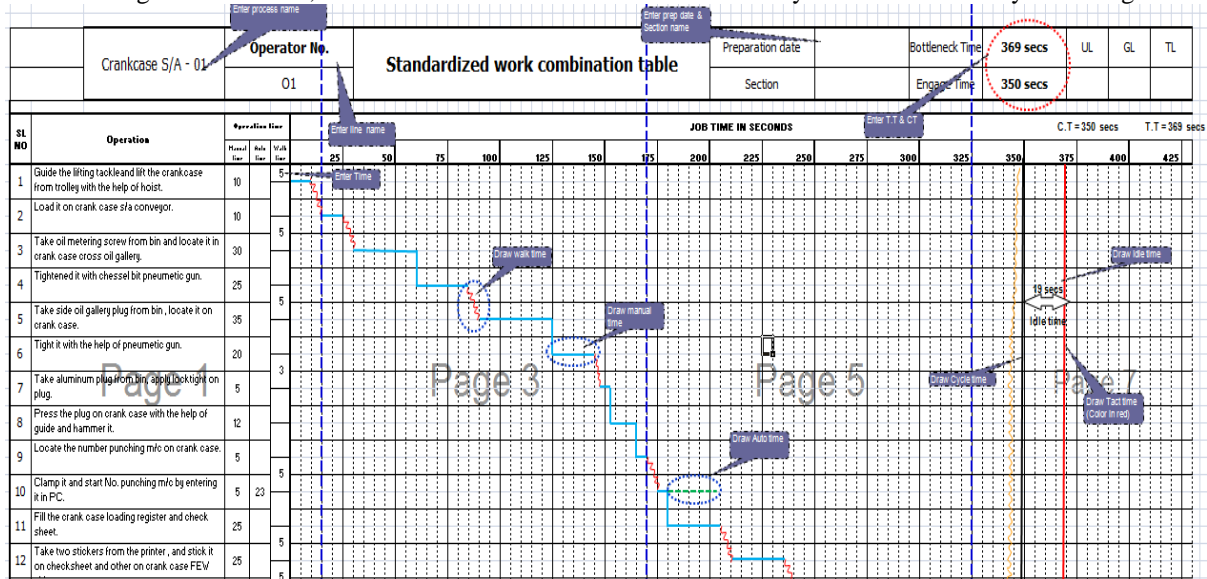 Enter process name
Enter prep date &
Section name
Crankcase S/A - 01
Operator No.
01
Standardized work combination table
Preparation date
Section
Bottleneck Time
369 secs
Engage Time
350 secs
UL
GL
TL
Enter line name
Enter T.T & CT
SL NO
Operation
Operation time
Manual time
Auto time
Walk time
JOB TIME IN SECONDS
C.T = 350 secs
T.T = 369 secs
25 50 75 100 125 150 175 200 225 250 275 300 325 350 375 400 425
Enter Time
1
Guide the lifting tackleand lift the crankcase
from trolley with the help of hoist.
10
5
2
Load it on crank case s/a conveyor.
10
5
3
Take oil metering screw from bin and locate it in
crank case cross oil gallery.
30
4
Tightened it with chessel bit pneumetic gun.
25
5
5
Take side oil gallery plug from bin , locate it on
crank case.
35
6
Tight it with the help of pneumetic gun.
20
3
7
Take aluminum plug from bin, apply locktight on
plug.
5
8
Press the plug on crank case with the help of
guide and hammer it.
12
9
Locate the number punching m/c on crank case.
5
5
10
Clamp it and start No. punching m/c by entering
it in PC.
5
23
11
Fill the crank case loading register and check
sheet.
25
5
12
Take two stickers from the printer , and stick it
on checksheet and other on crank case FEW
25
5
Draw walk time
Draw manual
time
Draw Auto time
Draw Idle time
19 secs
Idle time
Draw Cycle time
Draw Tact time
(Color in red)
Page 1
Page 3
Page 5
Page 7